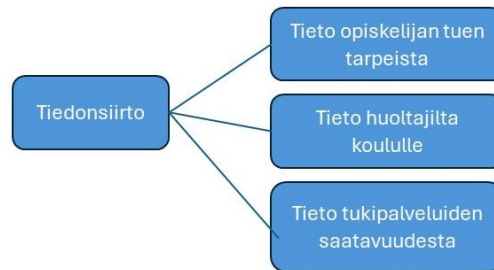 Tiedonsiirto
Tieto opiskelijan tuen
tarpeista
Tieto huoltajilta
koululle
Tieto tukipalveluiden
saatavuudesta